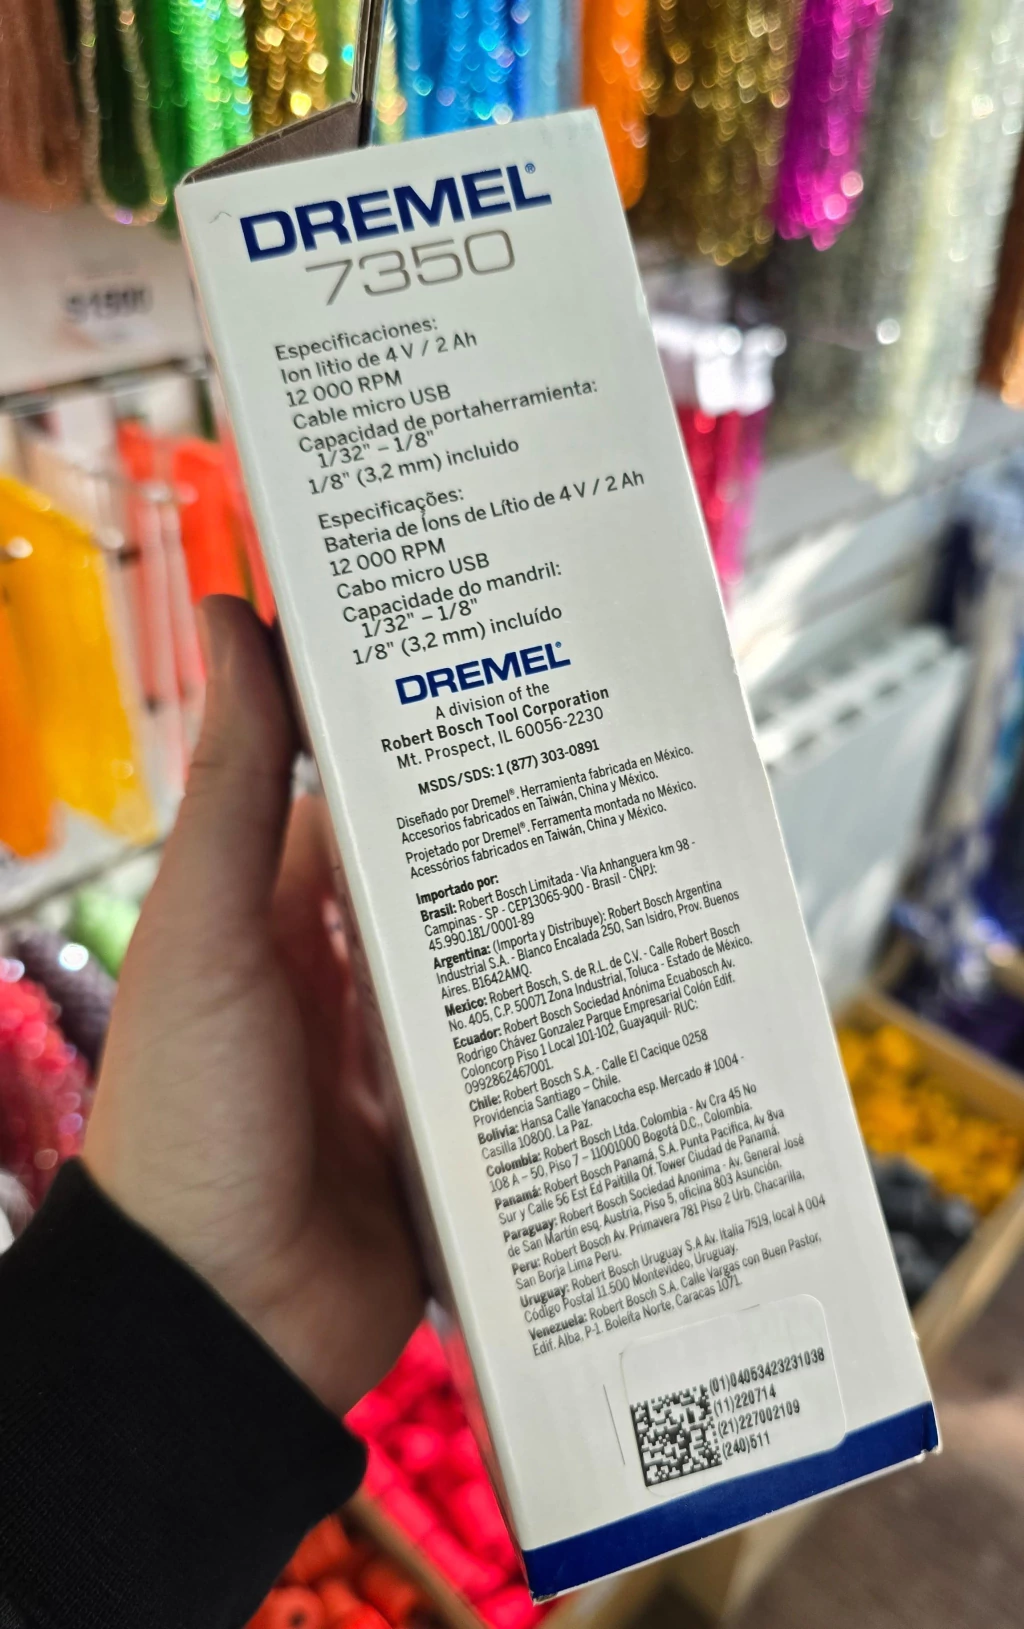 $1500
DREMEL®
7350
Especificaciones:
Ion litio de 4 V / 2 Ah
12 000 RPM
Cable micro USB
Capacidad de portaherramienta:
1/32" – 1/8"
1/8" (3,2 mm) incluido
Especificações:
Bateria de Íons de Lítio de 4 V / 2 Ah
12 000 RPM
Cabo micro USB
Capacidade do mandril:
1/32" – 1/8"
1/8" (3,2 mm) incluído
DREMEL®
A division of the
Robert Bosch Tool Corporation
Mt. Prospect, IL 60056-2230
MSDS/SDS: 1 (877) 303-0891
Diseñado por Dremel®. Herramienta fabricada en México.
Accesorios fabricados en Taiwán, China y México.
Projetado por Dremel®. Ferramenta montada no México.
Acessórios fabricados en Taiwán, China y México.
Importado por:
Brasil: Robert Bosch Limitada - Via Anhanguera km 98 -
Campinas - SP - CEP13065-900 - Brasil - CNPJ:
45.990.181/0001-89
Argentina: (Importa y Distribuye): Robert Bosch Argentina
Industrial S.A. - Blanco Encalada 250, San Isidro, Prov. Buenos
Aires. B1642AMQ.
Mexico: Robert Bosch, S. de R.L. de C.V. - Calle Robert Bosch
No. 405, C.P. 50071 Zona Industrial, Toluca - Estado de México.
Ecuador: Robert Bosch Sociedad Anónima Ecuabosch Av.
Rodrigo Chávez Gonzalez Parque Empresarial Colón Edif.
Coloncorp Piso 1 Local 101-102, Guayaquil- RUC:
0992862467001.
Chile: Robert Bosch S.A. - Calle El Cacique 0258
Providencia Santiago – Chile.
Bolivia: Hansa Calle Yanacocha esp. Mercado # 1004 -
Casilla 10800. La Paz.
Colombia: Robert Bosch Ltda. Colombia - Av Cra 45 No
108 A – 50, Piso 7 – 11001000 Bogotá D.C., Colombia.
Panamá: Robert Bosch Panamá, S.A. Punta Pacifica, Av 8va
Sur y Calle 56 Est Ed Paitilla Of. Tower Ciudad de Panamá.
Paraguay: Robert Bosch Sociedad Anonima - Av. General José
de San Martín esq. Austria, Piso 5, oficina 803 Asunción.
Peru: Robert Bosch Av. Primavera 781 Piso 2 Urb. Chacarilla,
San Borja Lima Peru.
Uruguay: Robert Bosch Uruguay S.A Av. Italia 7519, local A 004
Código Postal 11.500 Montevideo, Uruguay.
Venezuela: Robert Bosch S.A. Calle Vargas con Buen Pastor,
Edif. Alba, P-1. Boleíta Norte, Caracas 1071.
(01)04053423231038
(11)220714
(21)227002109
(240)511